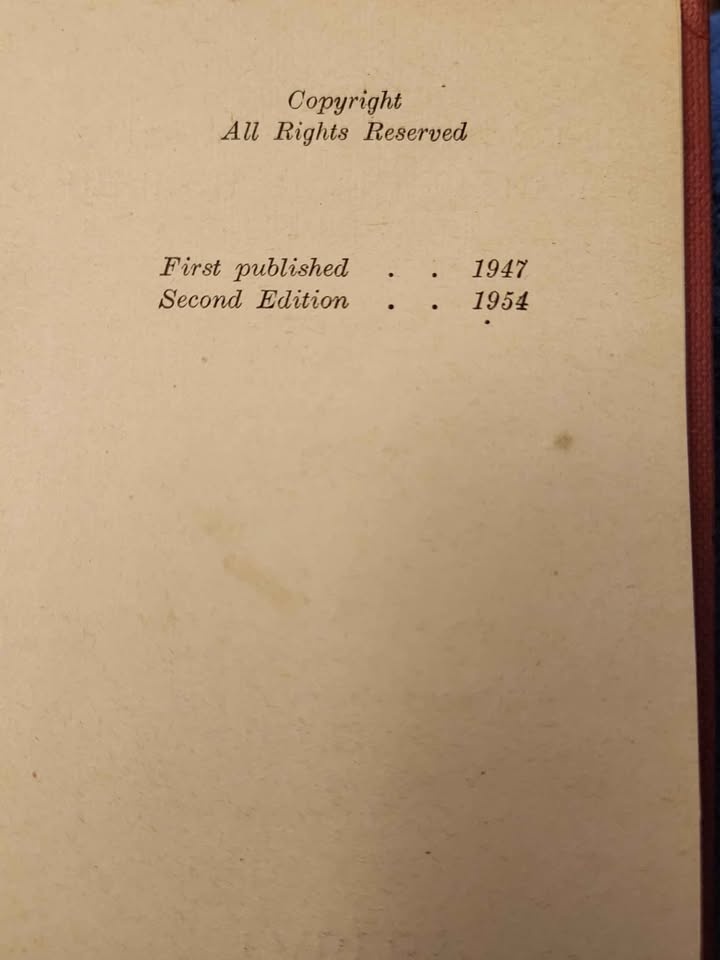 Copyright
All Rights Reserved
First published . . 1947
Second Edition . . 1954